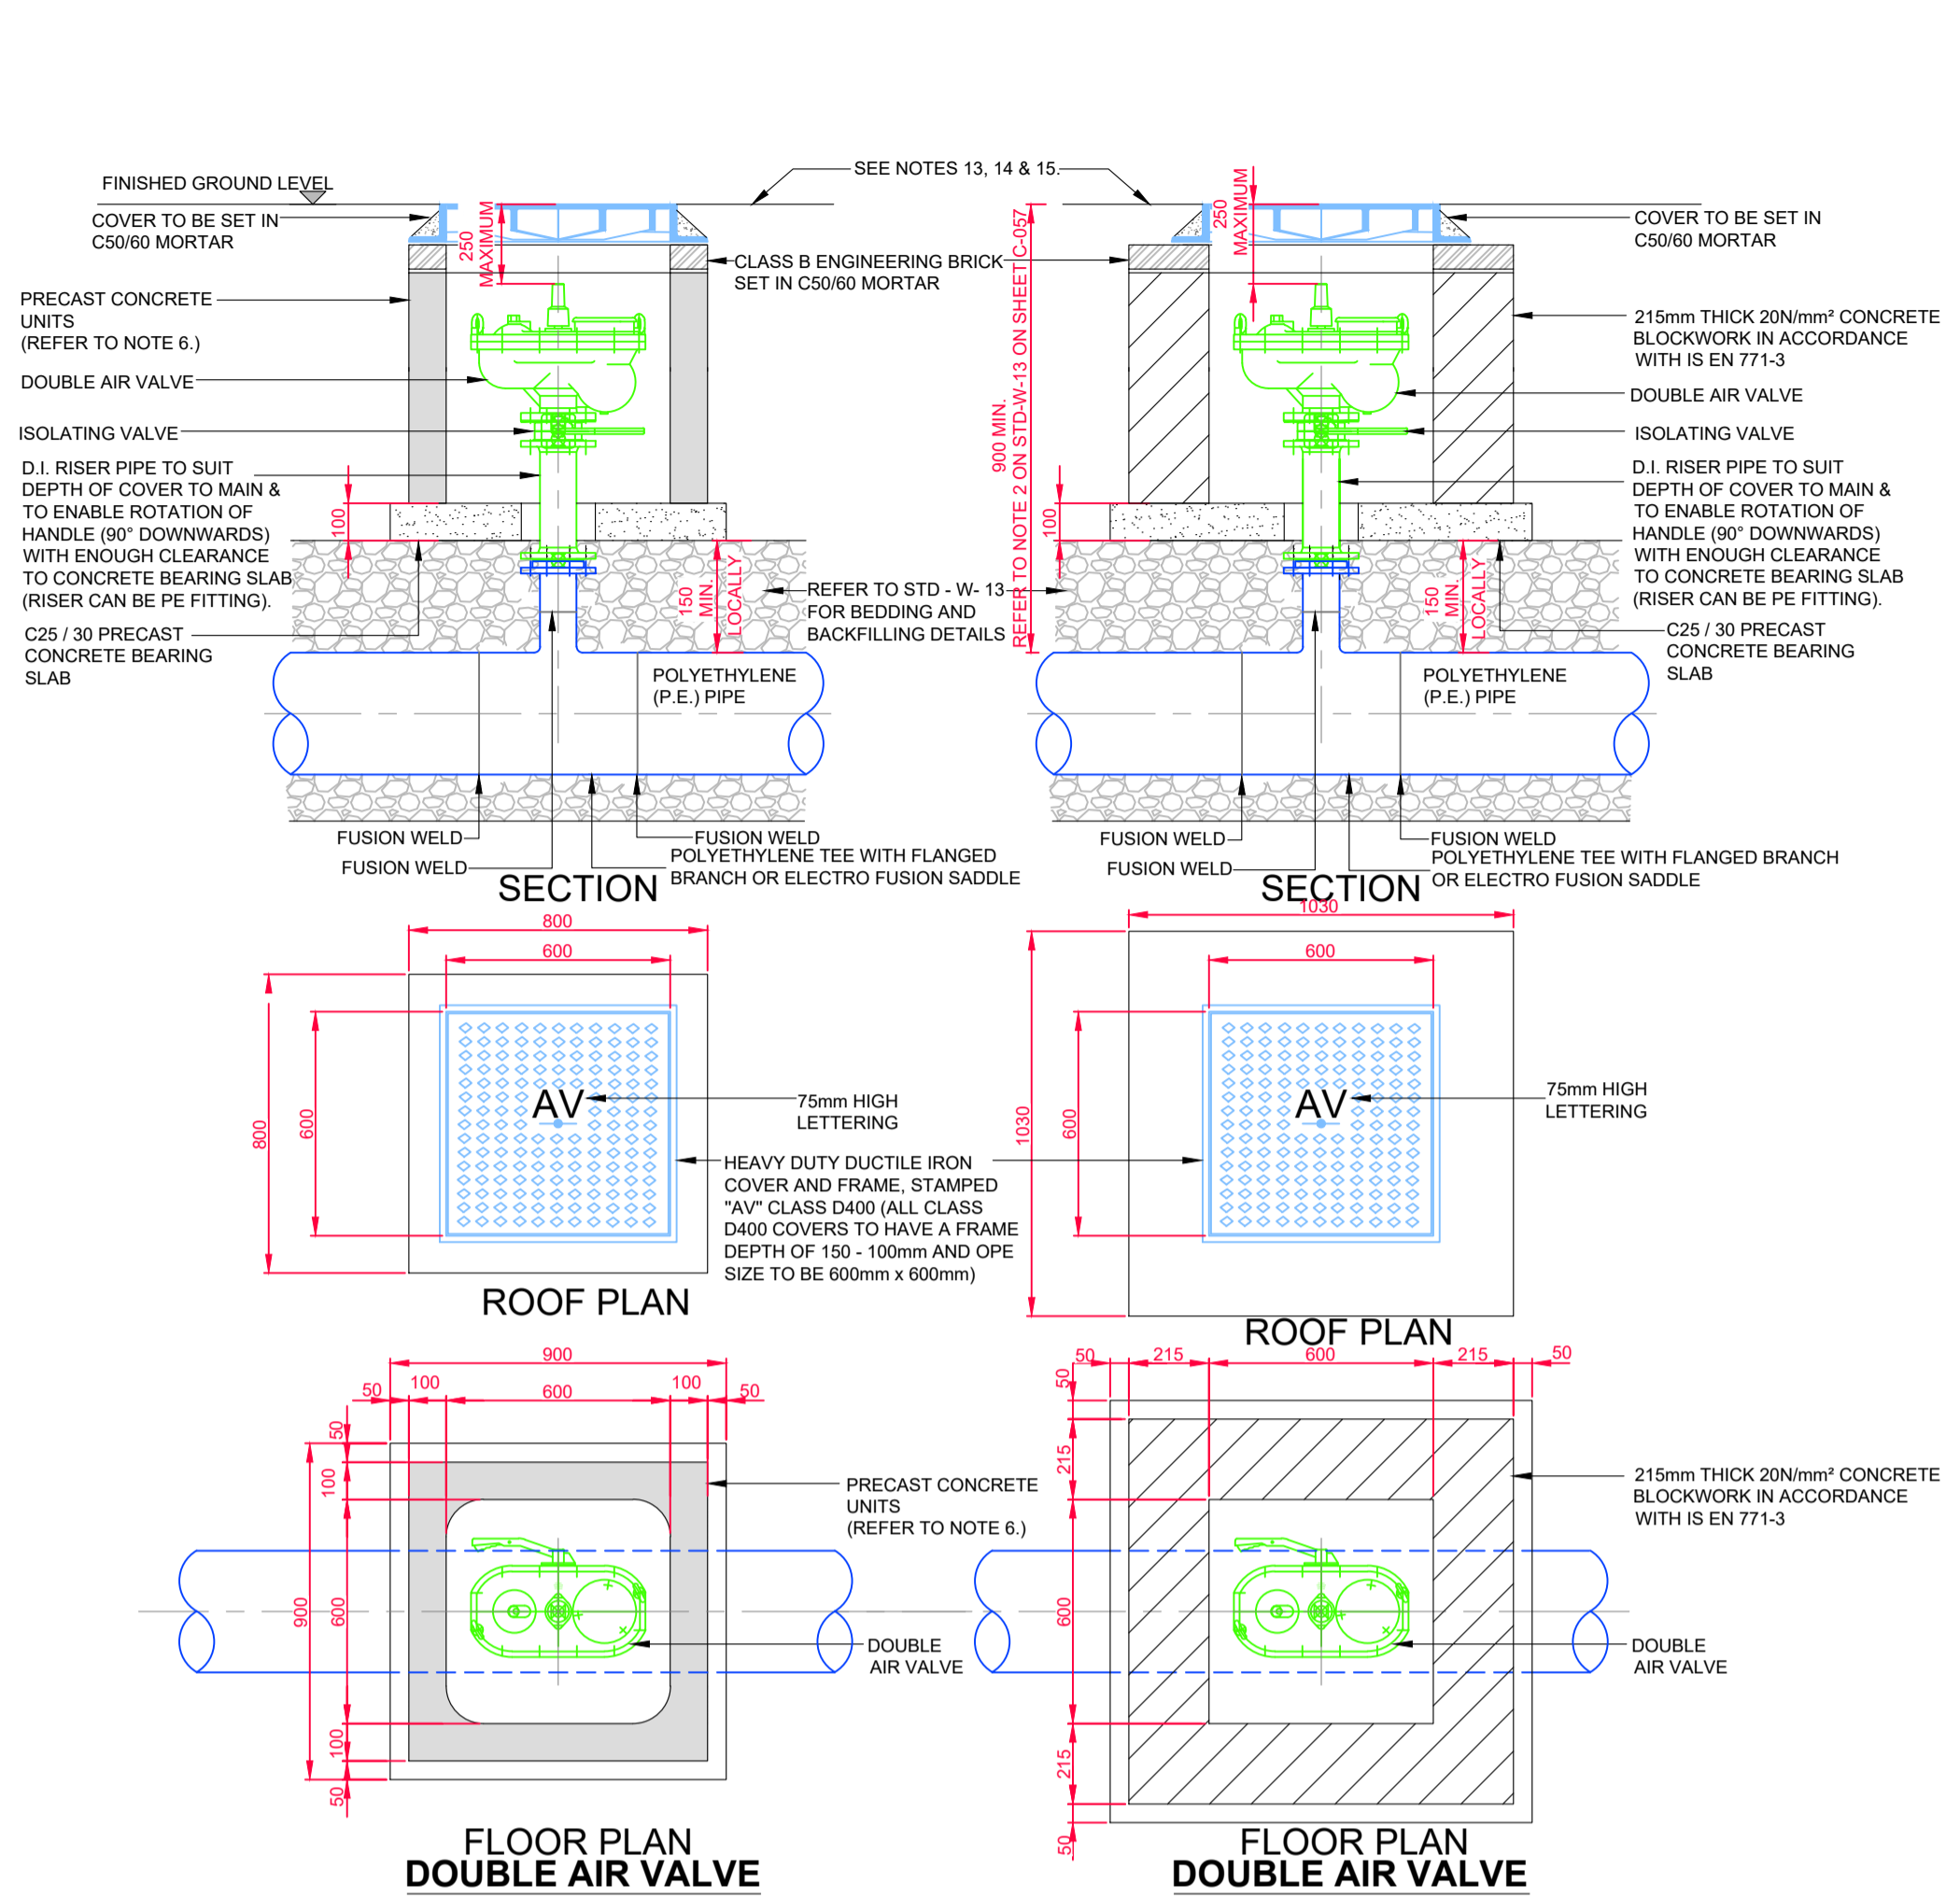 SEE NOTES 13, 14 & 15.
FINISHED GROUND LEVEL
COVER TO BE SET IN
C50/60 MORTAR
250
MAXIMUM
CLASS B ENGINEERING BRICK
SET IN C50/60 MORTAR
PRECAST CONCRETE
UNITS
(REFER TO NOTE 6.)
DOUBLE AIR VALVE
ISOLATING VALVE
D.I. RISER PIPE TO SUIT
DEPTH OF COVER TO MAIN &
TO ENABLE ROTATION OF
HANDLE (90° DOWNWARDS)
WITH ENOUGH CLEARANCE
TO CONCRETE BEARING SLAB
(RISER CAN BE PE FITTING).
100
C25 / 30 PRECAST
CONCRETE BEARING
SLAB
150
MIN.
LOCALLY
REFER TO STD - W- 13
FOR BEDDING AND
BACKFILLING DETAILS
POLYETHYLENE
(P.E.) PIPE
FUSION WELD
FUSION WELD
FUSION WELD
POLYETHYLENE TEE WITH FLANGED
BRANCH OR ELECTRO FUSION SADDLE
SECTION
900 MIN.
REFER TO NOTE 2 ON STD-W-13 ON SHEET C-057
250
MAXIMUM
COVER TO BE SET IN
C50/60 MORTAR
215mm THICK 20N/mm² CONCRETE
BLOCKWORK IN ACCORDANCE
WITH IS EN 771-3
DOUBLE AIR VALVE
ISOLATING VALVE
D.I. RISER PIPE TO SUIT
DEPTH OF COVER TO MAIN &
TO ENABLE ROTATION OF
HANDLE (90° DOWNWARDS)
WITH ENOUGH CLEARANCE
TO CONCRETE BEARING SLAB
(RISER CAN BE PE FITTING).
100
150
MIN.
LOCALLY
C25 / 30 PRECAST
CONCRETE BEARING
SLAB
POLYETHYLENE
(P.E.) PIPE
FUSION WELD
FUSION WELD
FUSION WELD
POLYETHYLENE TEE WITH FLANGED BRANCH
OR ELECTRO FUSION SADDLE
SECTION
800
600
800
600
AV
75mm HIGH
LETTERING
HEAVY DUTY DUCTILE IRON
COVER AND FRAME, STAMPED
"AV" CLASS D400 (ALL CLASS
D400 COVERS TO HAVE A FRAME
DEPTH OF 150 - 100mm AND OPE
SIZE TO BE 600mm x 600mm)
ROOF PLAN
1030
600
1030
600
AV
75mm HIGH
LETTERING
ROOF PLAN
900
50
100
600
100
50
50
100
900
600
100
50
PRECAST CONCRETE
UNITS
(REFER TO NOTE 6.)
DOUBLE
AIR VALVE
FLOOR PLAN
DOUBLE AIR VALVE
50
215
600
215
50
50
215
600
215
50
215mm THICK 20N/mm² CONCRETE
BLOCKWORK IN ACCORDANCE
WITH IS EN 771-3
DOUBLE
AIR VALVE
FLOOR PLAN
DOUBLE AIR VALVE